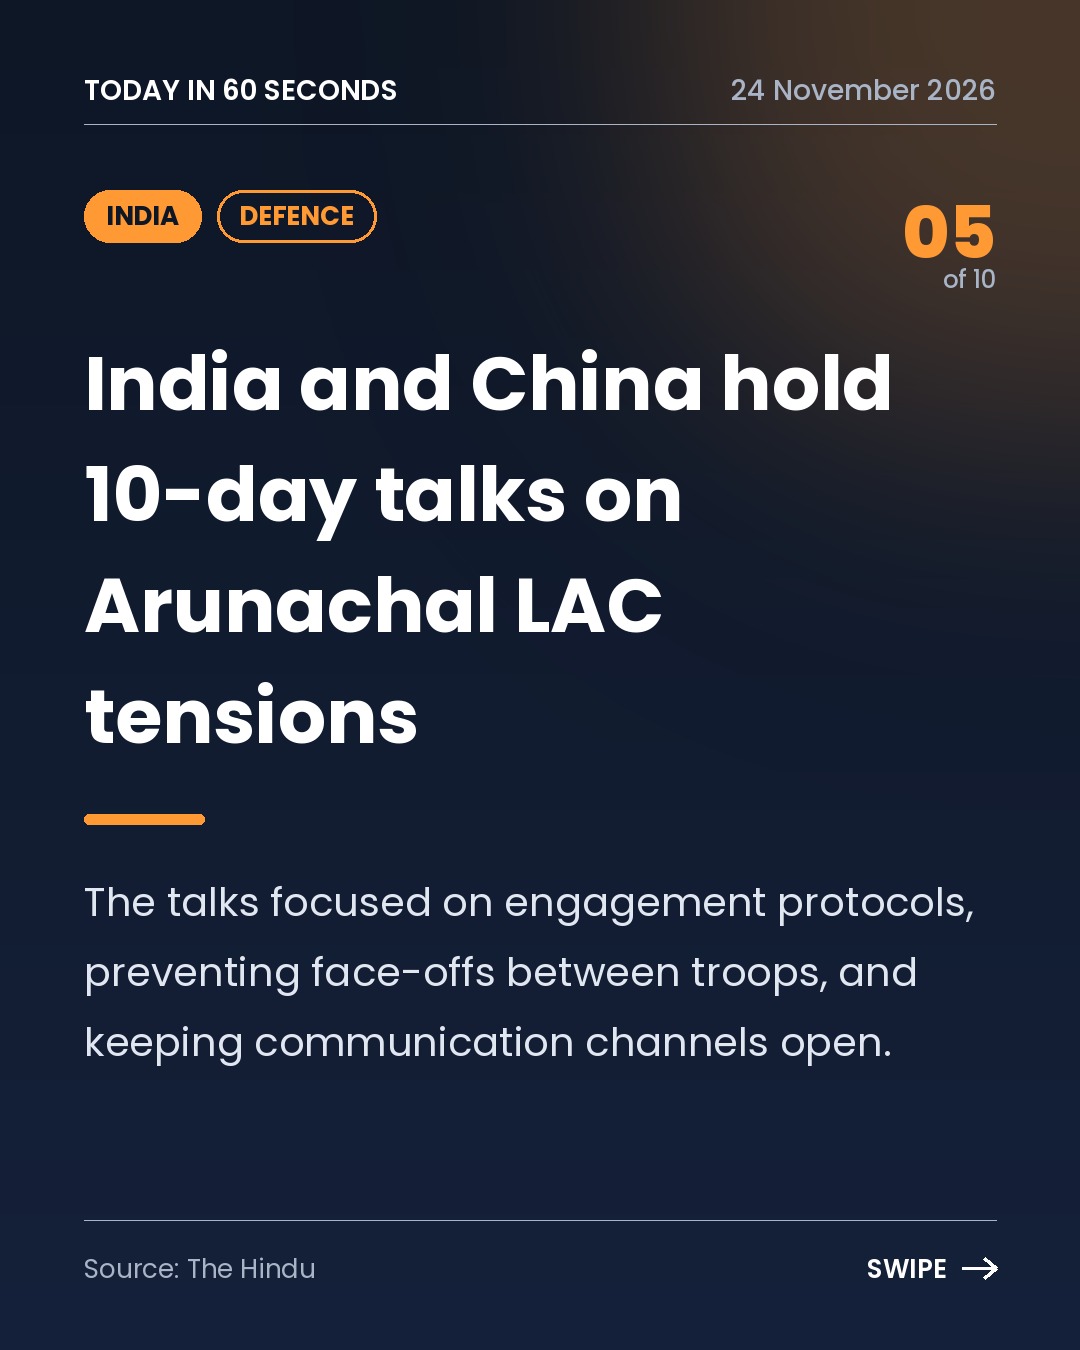 TODAY IN 60 SECONDS
24 November 2026
INDIA
DEFENCE
05
of 10
India and China hold
10-day talks on
Arunachal LAC
tensions
The talks focused on engagement protocols,
preventing face-offs between troops, and
keeping communication channels open.
Source: The Hindu
SWIPE